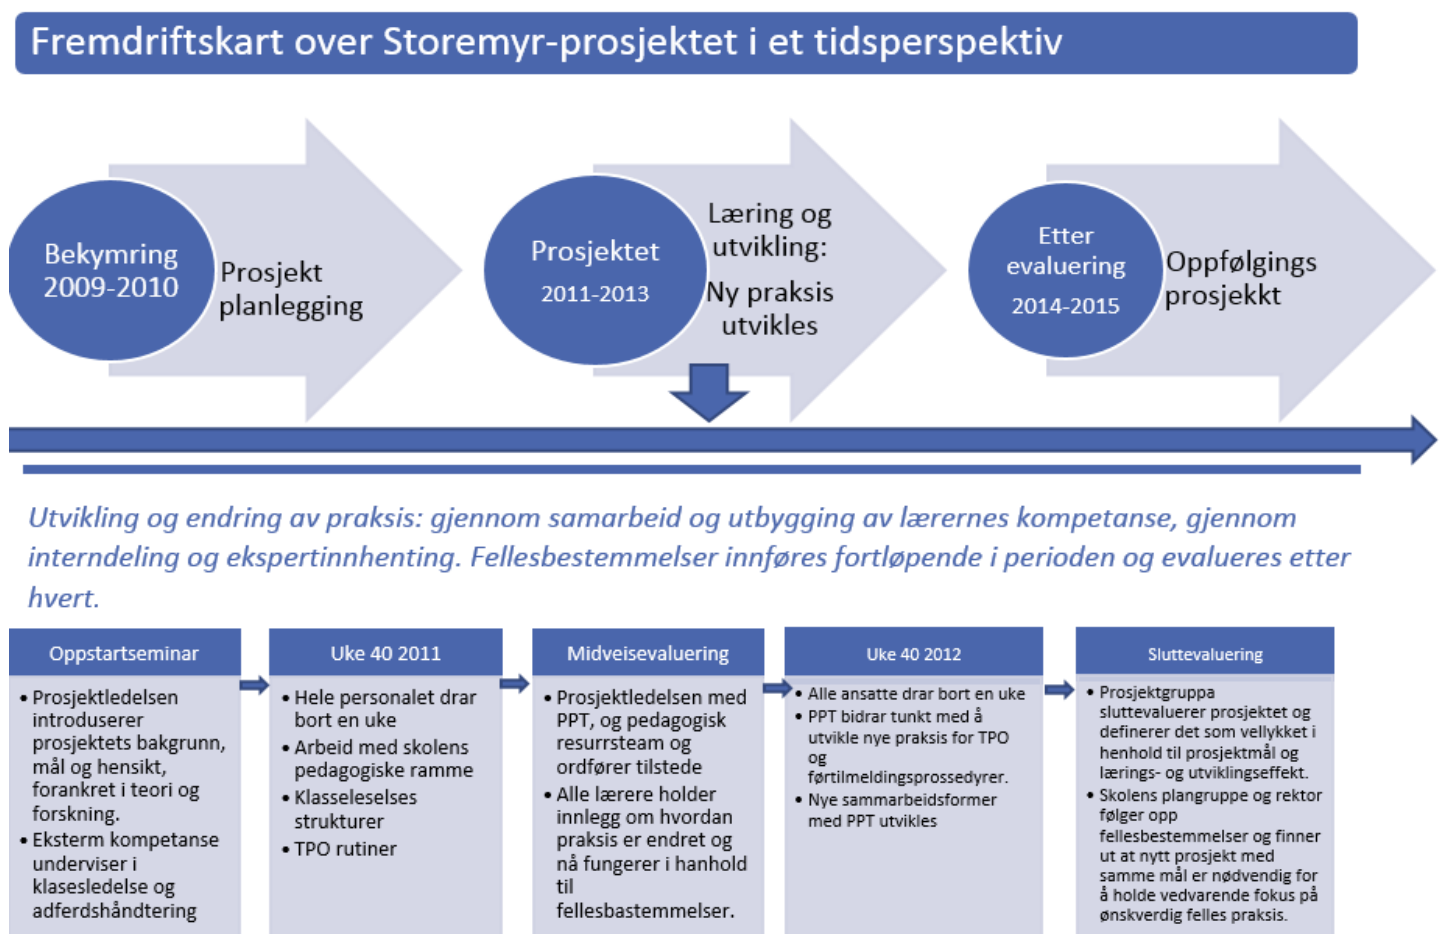 Fremdriftskart over Storemyr-prosjektet i et tidsperspektiv
Bekymring
2009-2010
Prosjekt
planlegging
Prosjektet
2011-2013
Læring og
utvikling:
Ny praksis
utvikles
Etter
evaluering
2014-2015
Oppfølgings
prosjekkt
Utvikling og endring av praksis: gjennom samarbeid og utbygging av lærernes kompetanse, gjennom
interndeling og ekspertinnhenting. Fellesbestemmelser innføres fortløpende i perioden og evalueres etter
hvert.
Oppstartseminar
• Prosjektledelsen
introduserer
prosjektets bakgrunn,
mål og hensikt,
forankret i teori og
forskning.
• Eksterm kompetanse
underviser i
klasesledelse og
adferdshåndtering
Uke 40 2011
• Hele personalet drar
bort en uke
• Arbeid med skolens
pedagogiske ramme
• Klasseleselses
strukturer
• TPO rutiner
Midveisevaluering
• Prosjektledelsen med
PPT, og pedagogisk
resurrsteam og
ordfører tilstede
• Alle lærere holder
innlegg om hvordan
praksis er endret og
nå fungerer i hanhold
til
fellesbastemmelser.
Uke 40 2012
• Alle ansatte drar bort en uke
• PPT bidrar tunkt med å
utvikle nye praksis for TPO
og
førtilmeldingsprossedyrer.
• Nye sammarbeidsformer
med PPT utvikles
Sluttevaluering
• Prosjektgruppa
sluttevaluerer prosjektet og
definerer det som vellykket i
henhold til prosjektmål og
lærings- og utviklingseffekt.
• Skolens plangruppe og rektor
følger opp
fellesbestemmelser og finner
ut at nytt prosjekt med
samme mål er nødvendig for
å holde vedvarende fokus på
ønskverdig felles praksis.